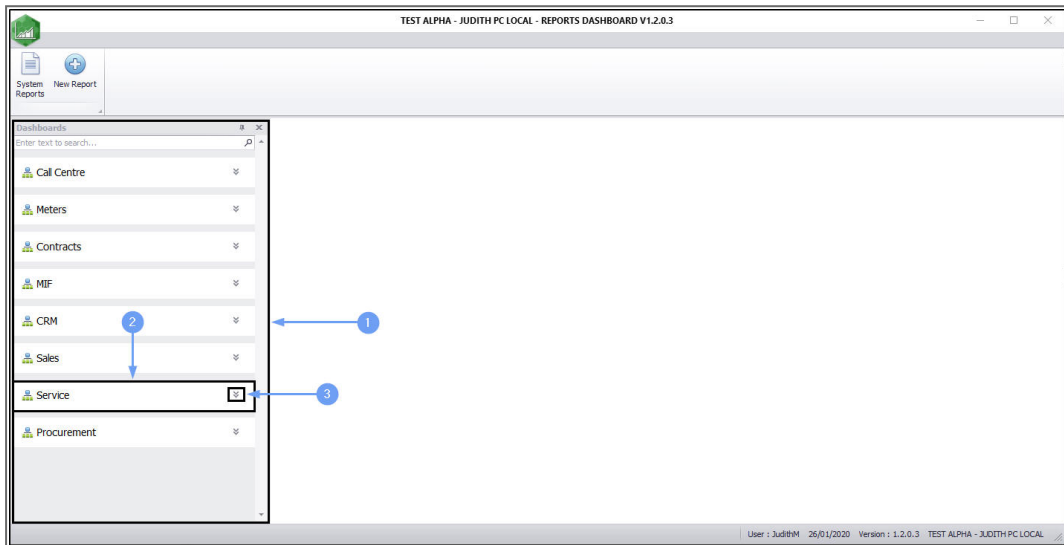 TEST ALPHA - JUDITH PC LOCAL - REPORTS DASHBOARD V1.2.0.3
System Reports
New Report
Dashboards
Enter text to search...
Call Centre
Meters
Contracts
MIF
CRM
2
1
Sales
Service
3
Procurement
User : JudithM 26/01/2020 Version : 1.2.0.3 TEST ALPHA - JUDITH PC LOCAL